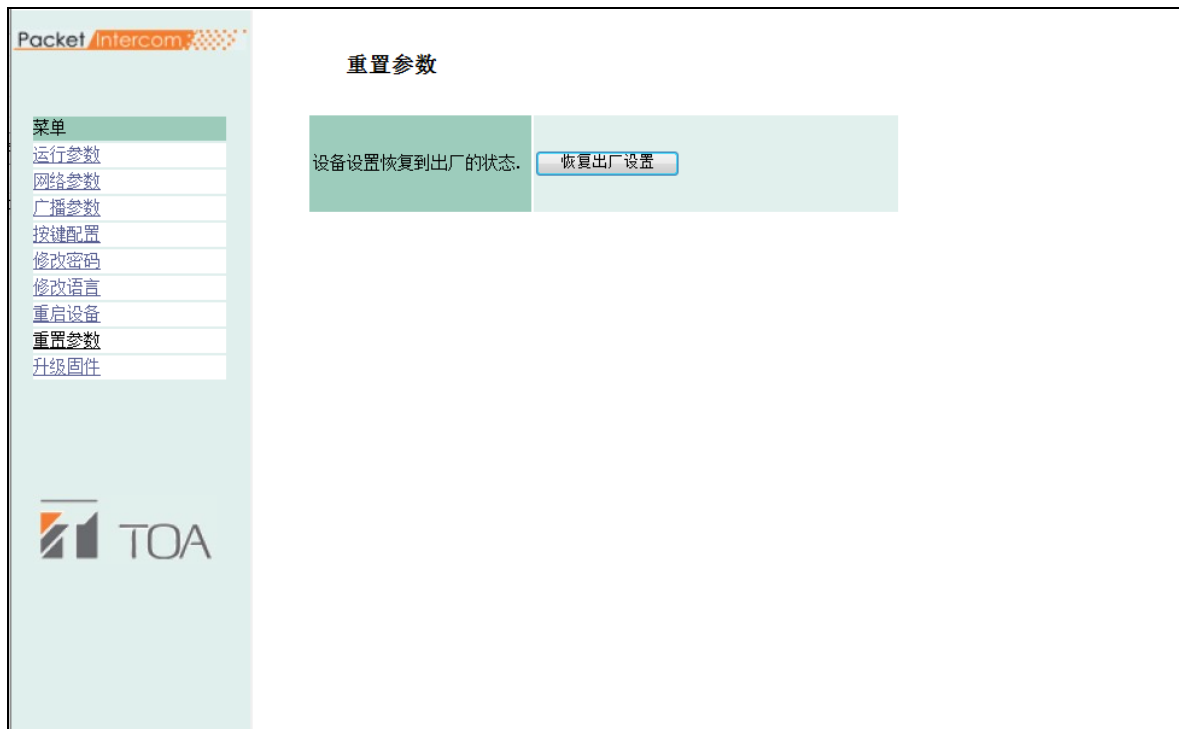 Packet Intercom
菜单
运行参数
网络参数
广播参数
按键配置
修改密码
修改语言
重启设备
重置参数
升级固件
TOA
重置参数
设备设置恢复到出厂的状态.
恢复出厂设置